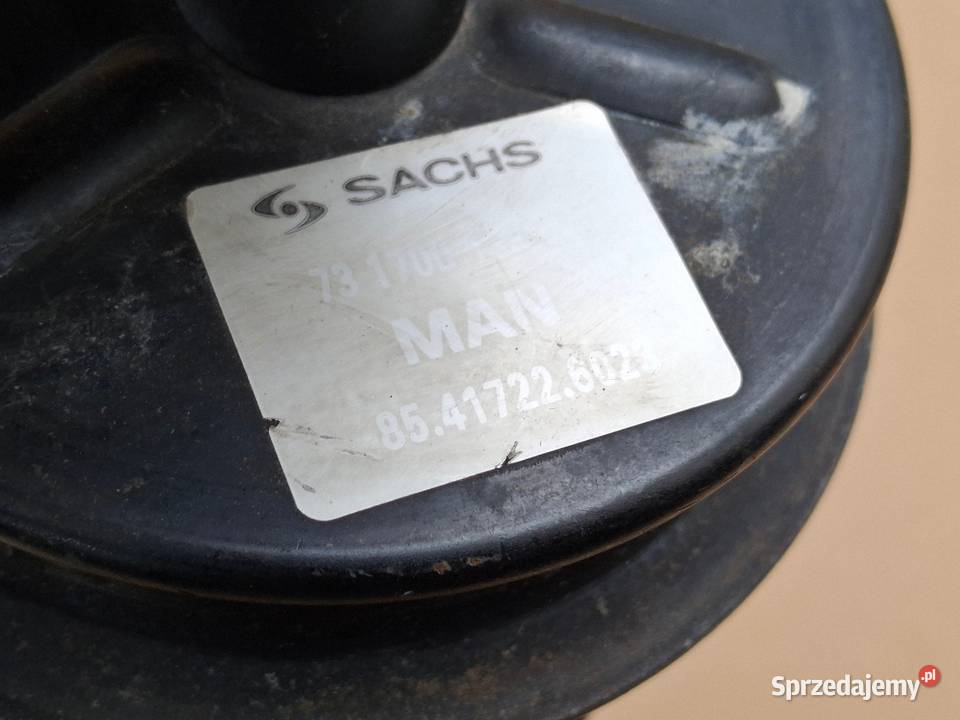 SACHS
MAN
85.41722.6023
Sprzedajemy.pl